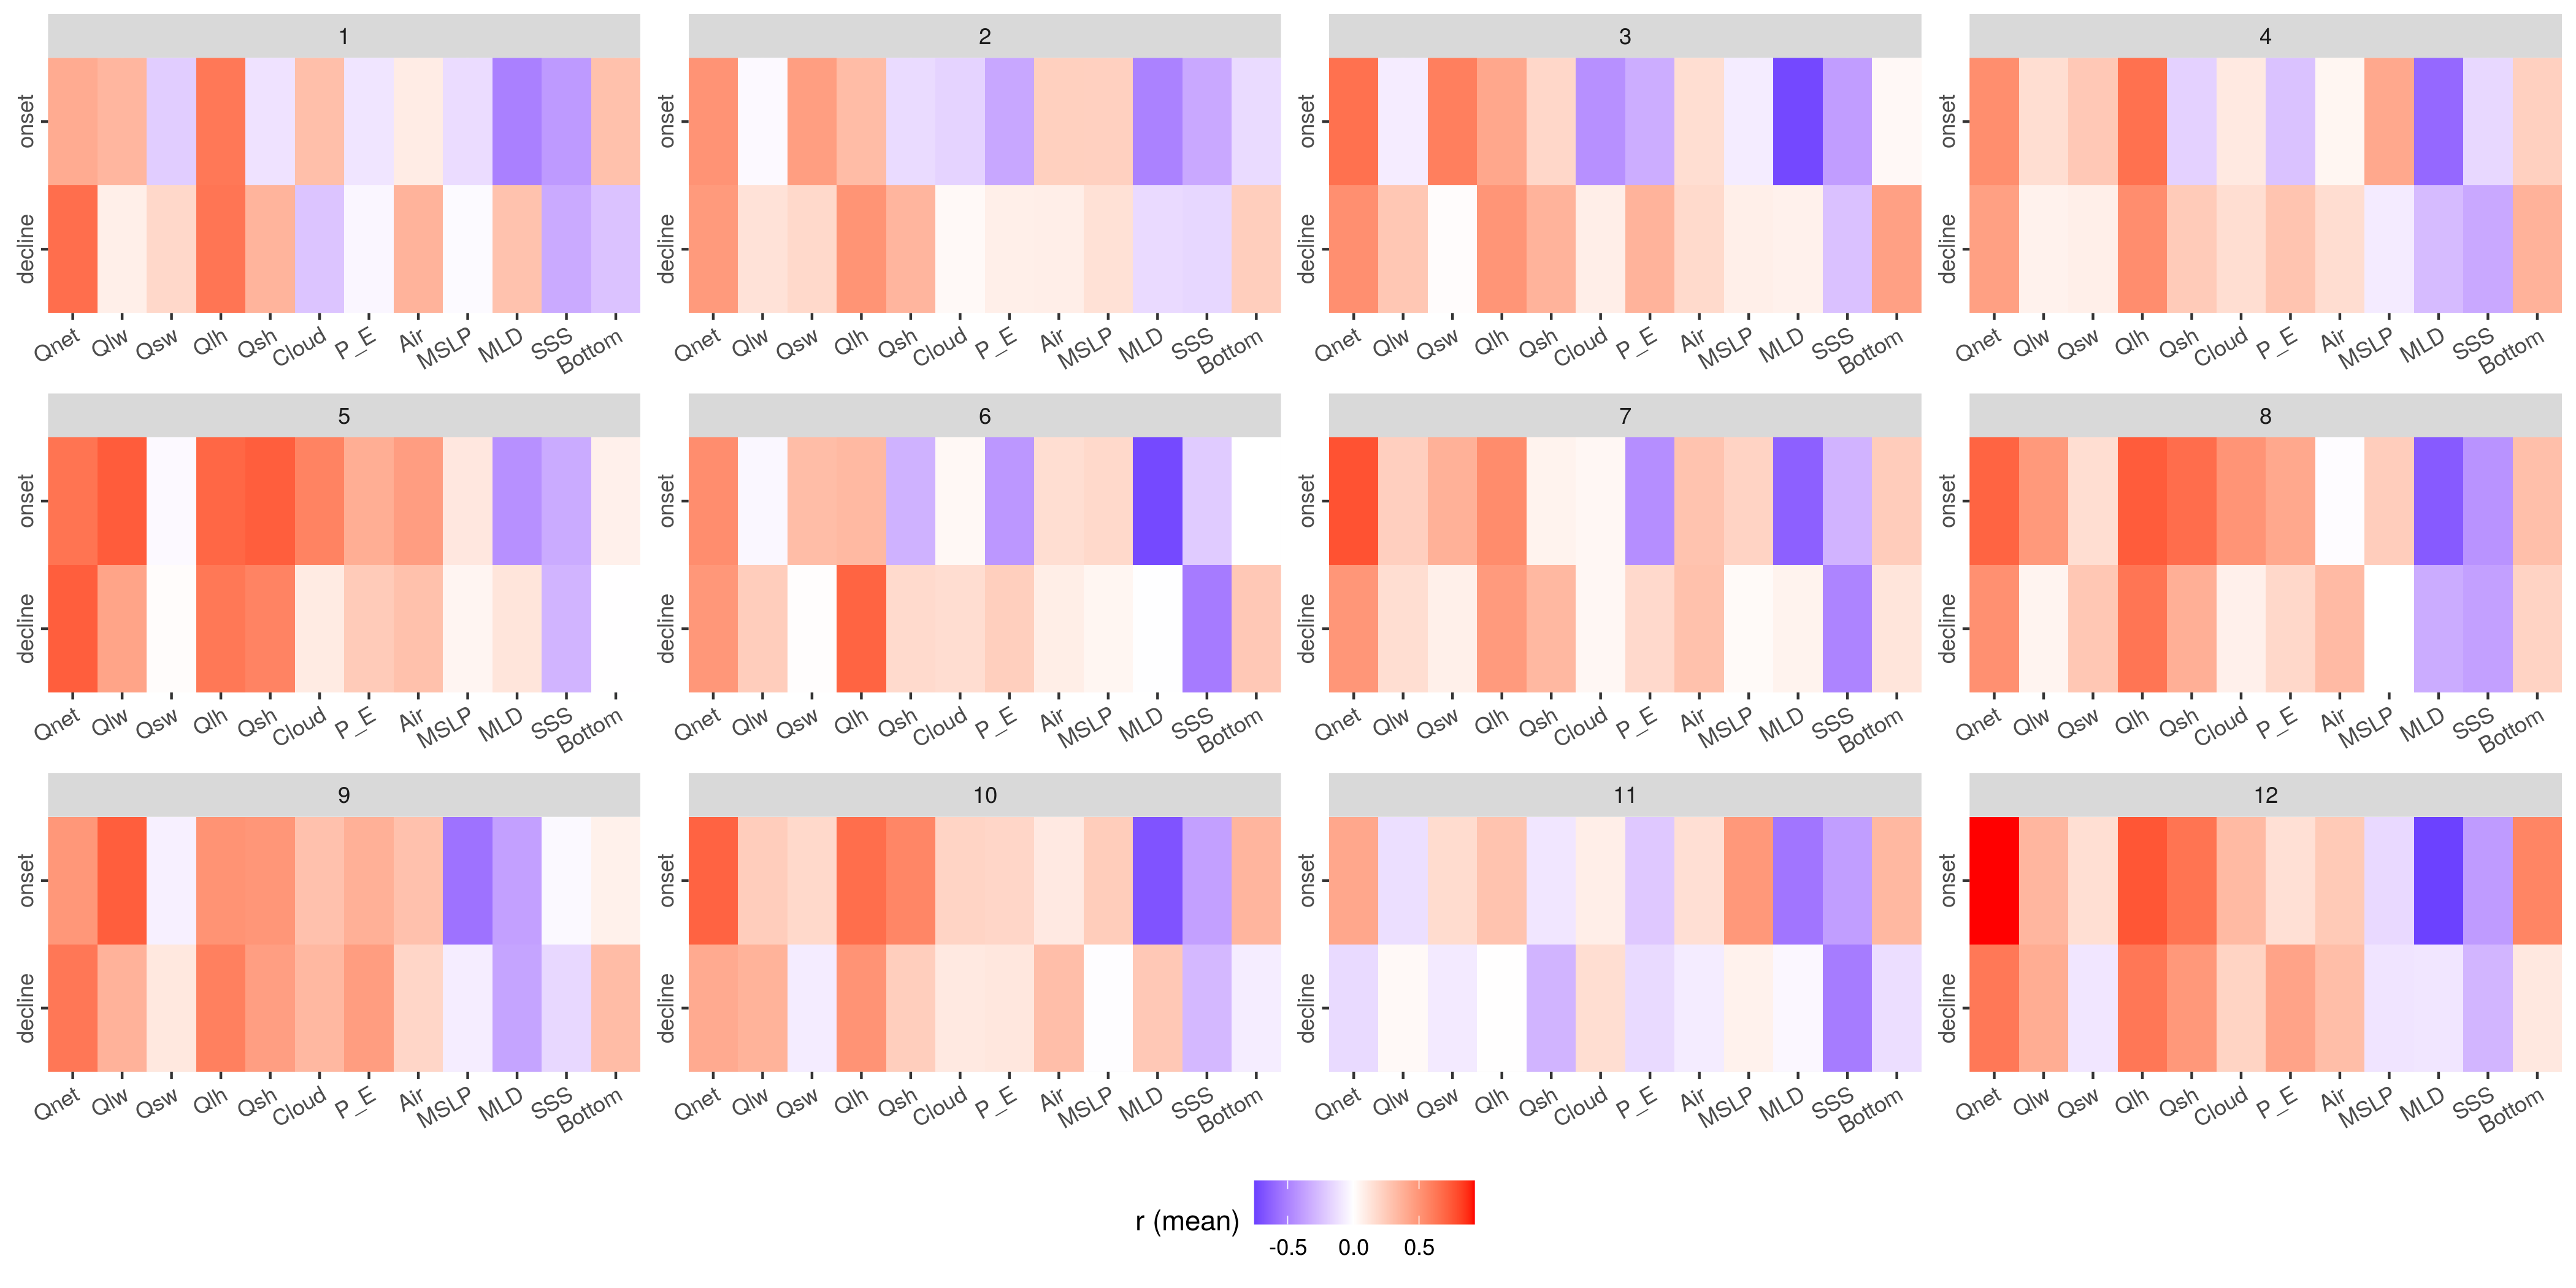 1 2 3 4
onset onset onset onset
decline decline decline decline
Qnet Qlw Qsw Qlh Qsh Cloud P_E Air MSLP MLD SSS Bottom Qnet Qlw Qsw Qlh Qsh Cloud P_E Air MSLP MLD SSS Bottom Qnet Qlw Qsw Qlh Qsh Cloud P_E Air MSLP MLD SSS Bottom Qnet Qlw Qsw Qlh Qsh Cloud P_E Air MSLP MLD SSS Bottom
5 6 7 8
onset onset onset onset
decline decline decline decline
Qnet Qlw Qsw Qlh Qsh Cloud P_E Air MSLP MLD SSS Bottom Qnet Qlw Qsw Qlh Qsh Cloud P_E Air MSLP MLD SSS Bottom Qnet Qlw Qsw Qlh Qsh Cloud P_E Air MSLP MLD SSS Bottom Qnet Qlw Qsw Qlh Qsh Cloud P_E Air MSLP MLD SSS Bottom
9 10 11 12
onset onset onset onset
decline decline decline decline
Qnet Qlw Qsw Qlh Qsh Cloud P_E Air MSLP MLD SSS Bottom Qnet Qlw Qsw Qlh Qsh Cloud P_E Air MSLP MLD SSS Bottom Qnet Qlw Qsw Qlh Qsh Cloud P_E Air MSLP MLD SSS Bottom Qnet Qlw Qsw Qlh Qsh Cloud P_E Air MSLP MLD SSS Bottom
r (mean)
-0.5 0.0 0.5